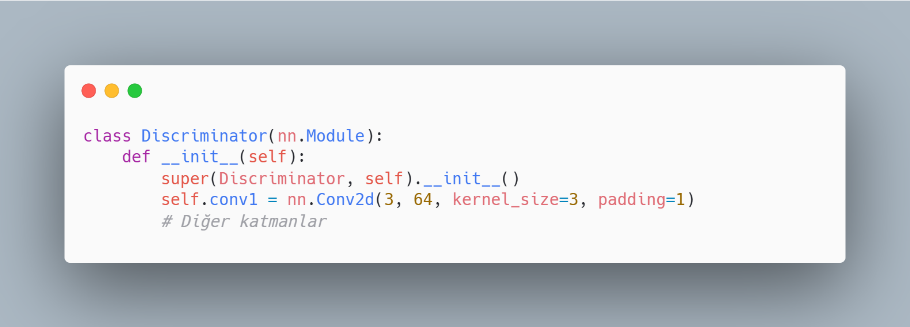 class Discriminator(nn.Module):
    def __init__(self):
        super(Discriminator, self).__init__()
        self.conv1 = nn.Conv2d(3, 64, kernel_size=3, padding=1)
        # Diğer katmanlar